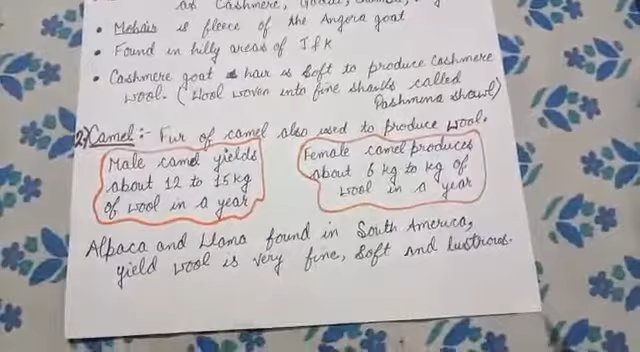 as Cashmere,
• Mohair is fleece of the Angora goat
• Found in hilly areas of J&K
• Cashmere goat hair is soft to produce Cashmere
wool. (Wool woven into fine shawls called
Pashmina shawl)
2) Camel :- Fur of camel also used to produce wool.
Male camel yields
about 12 to 15 kg
of wool in a year
Female camel produces
about 6 kg to kg of
wool in a year
Alpaca and Llama found in South America,
yield wool is very fine, soft and lustrous.